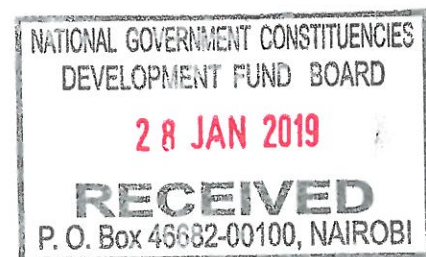 NATIONAL GOVERNMENT CONSTITUENCIES
DEVELOPMENT FUND BOARD
28 JAN 2019
RECEIVED
P. O. Box 46682-00100, NAIROBI